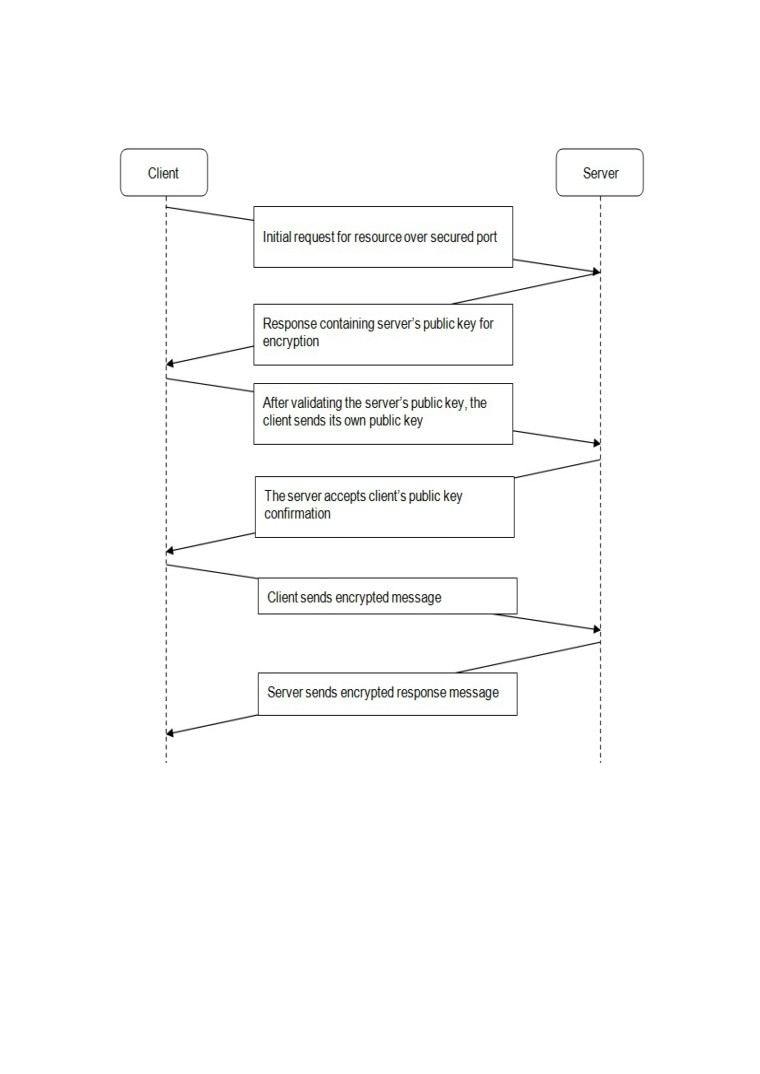 Client
Server
Initial request for resource over secured port
Response containing server’s public key for
encryption
After validating the server’s public key, the
client sends its own public key
The server accepts client’s public key
confirmation
Client sends encrypted message
Server sends encrypted response message